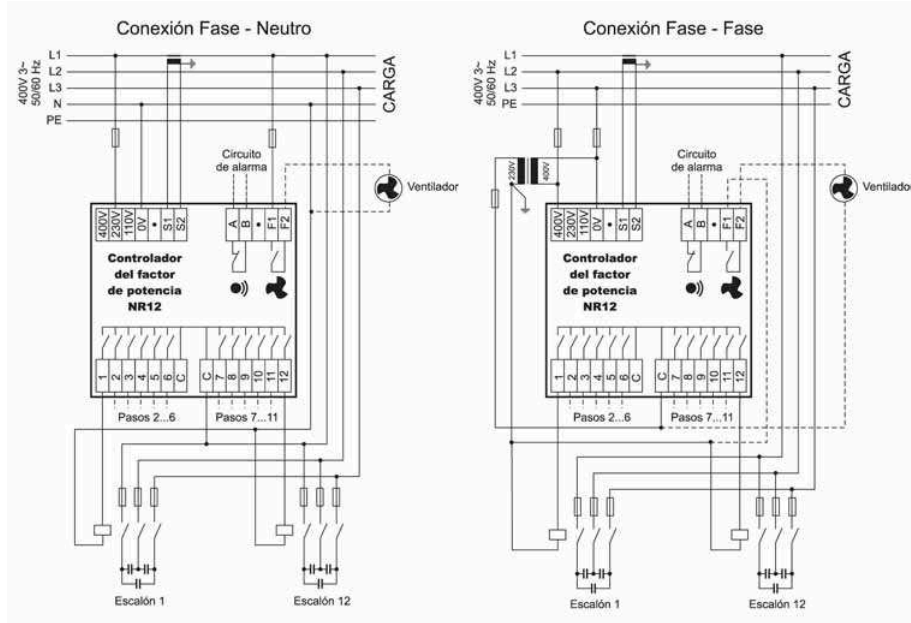 Conexión Fase - Neutro
400V 3~
50/60 Hz
L1
L2
L3
N
PE
CARGA
Circuito
de alarma
Ventilador
400V
230V
110V
0V
•
S1
S2
A
B
•
F1
F2
Controlador
del factor
de potencia
NR12
1
2
3
4
5
6
C
C
7
8
9
10
11
12
Pasos 2...6
Pasos 7...11
Escalón 1
Escalón 12
Conexión Fase - Fase
400V 3~
50/60 Hz
L1
L2
L3
PE
CARGA
230V
400V
Circuito
de alarma
Ventilado
400V
230V
110V
0V
•
S1
S2
A
B
•
F1
F2
Controlador
del factor
de potencia
NR12
1
2
3
4
5
6
C
C
7
8
9
10
11
12
Pasos 2...6
Pasos 7...11
Escalón 1
Escalón 12